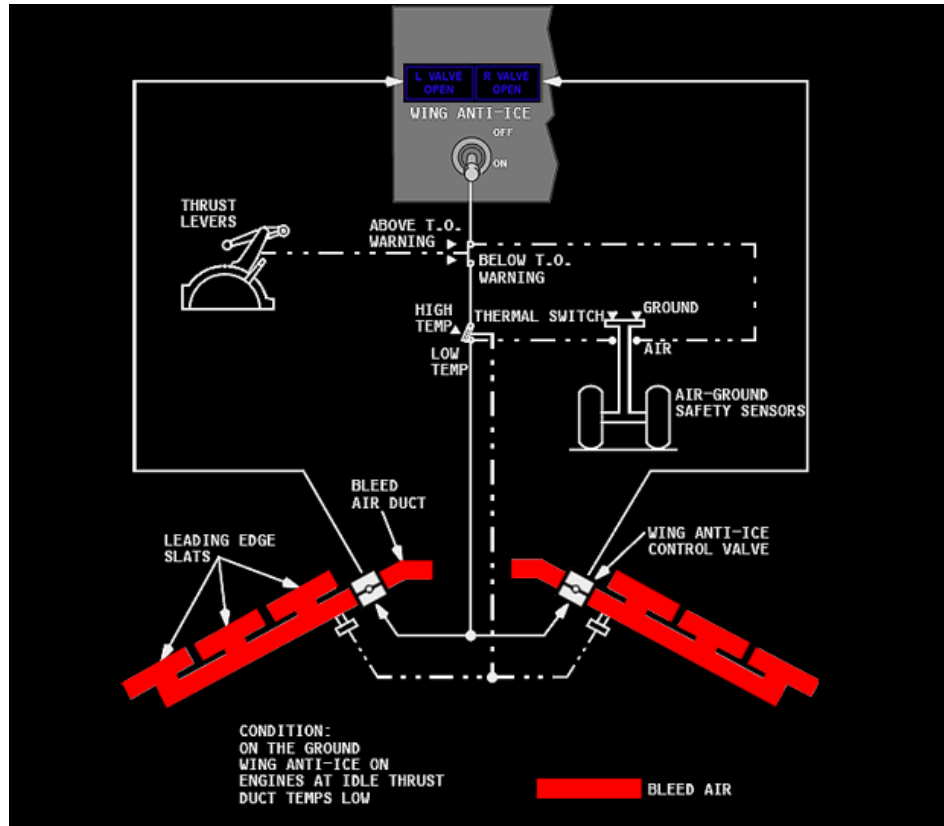 L VALVE
OPEN
R VALVE
OPEN
WING ANTI-ICE
OFF
ON
THRUST
LEVERS
ABOVE T.O.
WARNING
BELOW T.O.
WARNING
HIGH
TEMP
THERMAL SWITCH
GROUND
LOW
TEMP
AIR
AIR-GROUND
SAFETY SENSORS
BLEED
AIR DUCT
LEADING EDGE
SLATS
WING ANTI-ICE
CONTROL VALVE
CONDITION:
ON THE GROUND
WING ANTI-ICE ON
ENGINES AT IDLE THRUST
DUCT TEMPS LOW
BLEED AIR